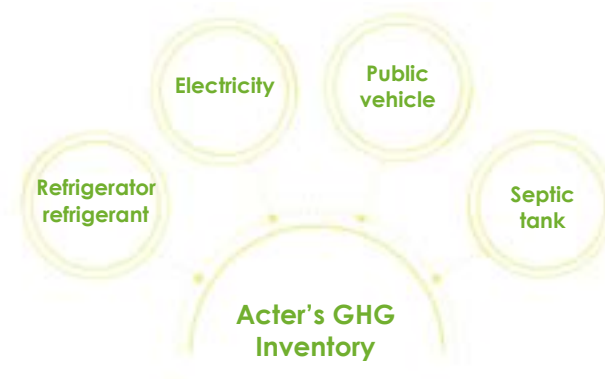 Electricity
Public
vehicle
Refrigerator
refrigerant
Septic
tank
Acter’s GHG
Inventory